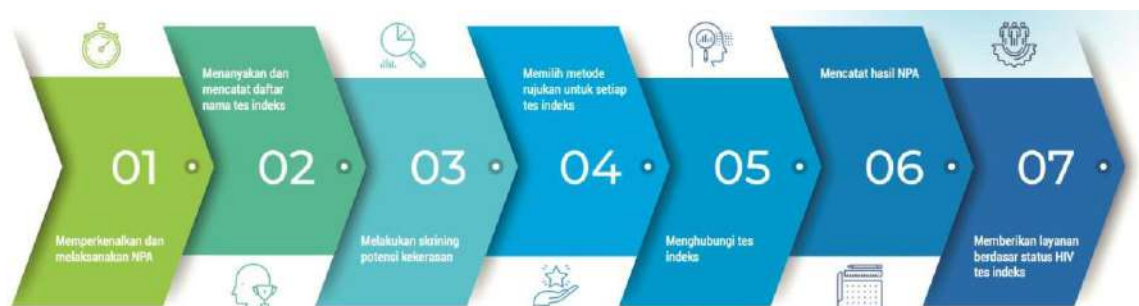 01
Memperkenalkan dan
melaksanakan NPA
Menanyakan dan
mencatat daftar
nama tes indeks
02
03
Melakukan skrining
potensi kekerasan
Memilih metode
rujukan untuk setiap
tes indeks
04
05
Menghubungi tes
indeks
Mencatat hasil NPA
06
07
Memberikan layanan
berdasar status HIV
tes indeks